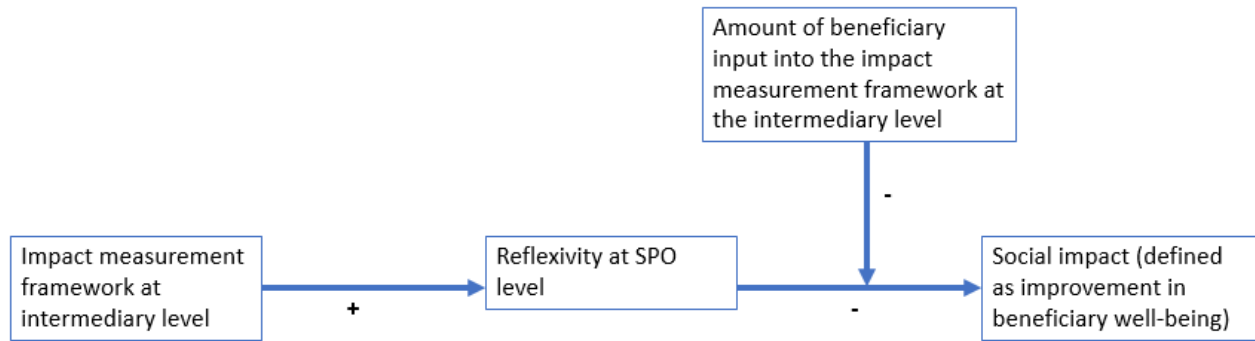 Amount of beneficiary
input into the impact
measurement framework at
the intermediary level
-
Impact measurement
framework at
intermediary level
+
Reflexivity at SPO
level
-
Social impact (defined
as improvement in
beneficiary well-being)